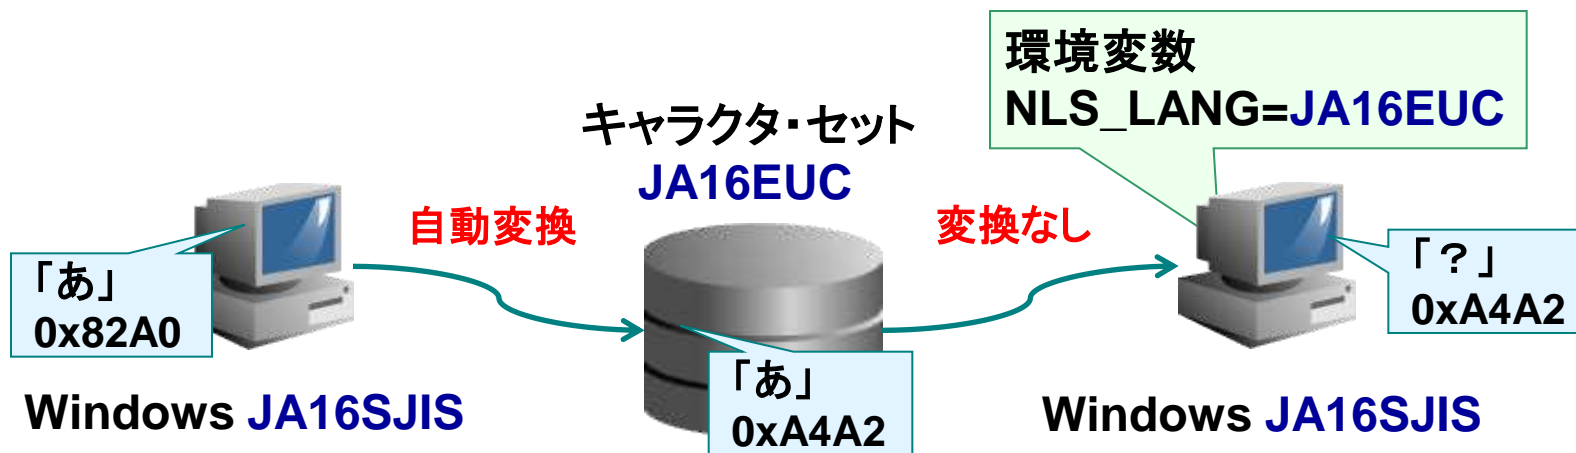 環境変数
NLS_LANG=JA16EUC
キャラクタ・セット
JA16EUC
自動変換
変換なし
「あ」
0x82A0
「あ」
0xA4A2
「？」
0xA4A2
Windows JA16SJIS
Windows JA16SJIS